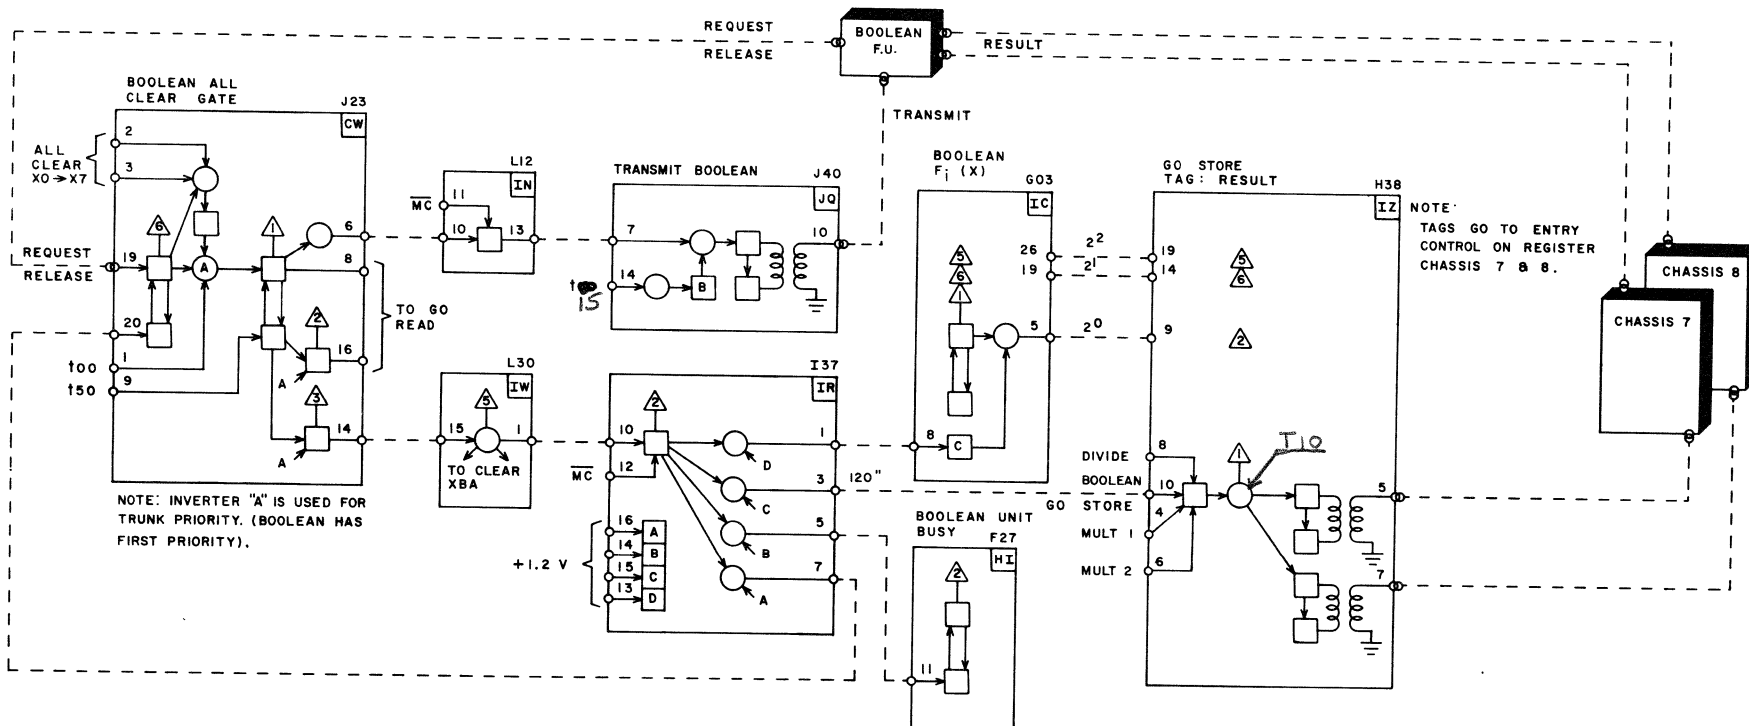 REQUEST
RELEASE
BOOLEAN
F.U.
RESULT
TRANSMIT
BOOLEAN ALL
CLEAR GATE
J23
CW
2
ALL
CLEAR
X0→X7
3
6
1
6
REQUEST
RELEASE
19
A
8
TO GO
READ
20
2
t00
1
16
A
t50
9
3
14
A
NOTE: INVERTER "A" IS USED FOR
TRUNK PRIORITY. (BOOLEAN HAS
FIRST PRIORITY).
L12
IN
MC
11
10
13
TRANSMIT BOOLEAN
J40
JQ
7
10
14
B
t
15
L30
IW
5
15
1
TO CLEAR
XBA
I37
IR
2
10
1
D
MC
12
3
120"
C
16
A
5
B
14
B
+1.2 V
15
C
7
13
D
A
BOOLEAN
Fi (X)
G03
IC
5
6
1
26
2²
19
2¹
5
2⁰
8
C
BOOLEAN UNIT
BUSY
F27
HI
2
11
GO STORE
TAG: RESULT
H38
IZ
19
14
5
6
9
2
DIVIDE
8
BOOLEAN
10
GO STORE
4
MULT 1
MULT 2
6
1
T10
5
7
NOTE:
TAGS GO TO ENTRY
CONTROL ON REGISTER
CHASSIS 7 & 8.
CHASSIS 8
CHASSIS 7